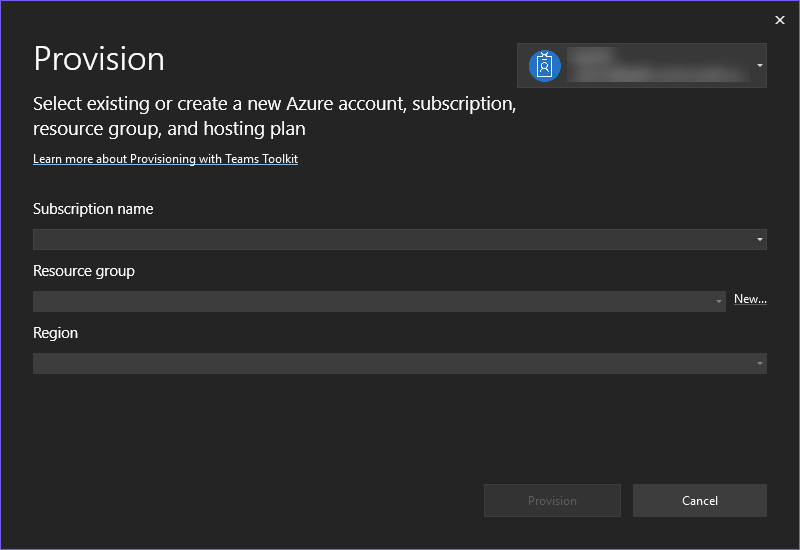 Provision
Select existing or create a new Azure account, subscription,
resource group, and hosting plan
Learn more about Provisioning with Teams Toolkit
Subscription name
Resource group
New...
Region
Provision
Cancel